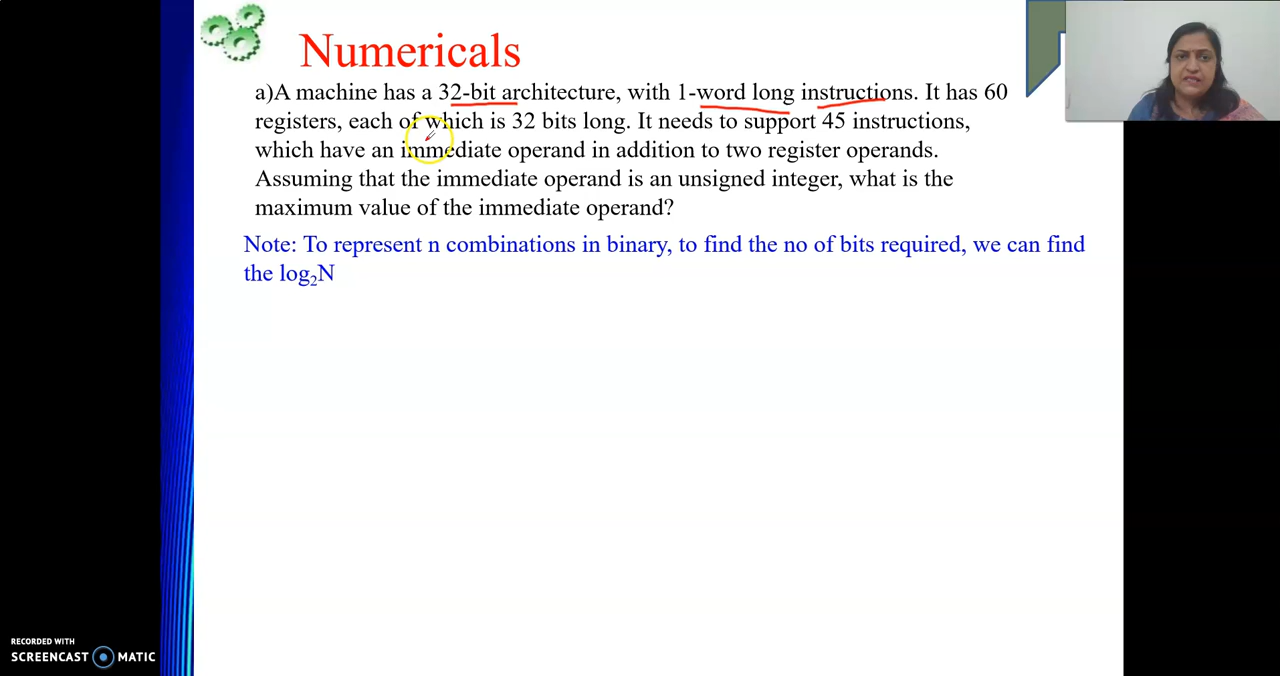 Numericals
a)A machine has a 32-bit architecture, with 1-word long instructions. It has 60
registers, each of which is 32 bits long. It needs to support 45 instructions,
which have an immediate operand in addition to two register operands.
Assuming that the immediate operand is an unsigned integer, what is the
maximum value of the immediate operand?
Note: To represent n combinations in binary, to find the no of bits required, we can find
the log₂N
RECORDED WITH
SCREENCAST MATIC